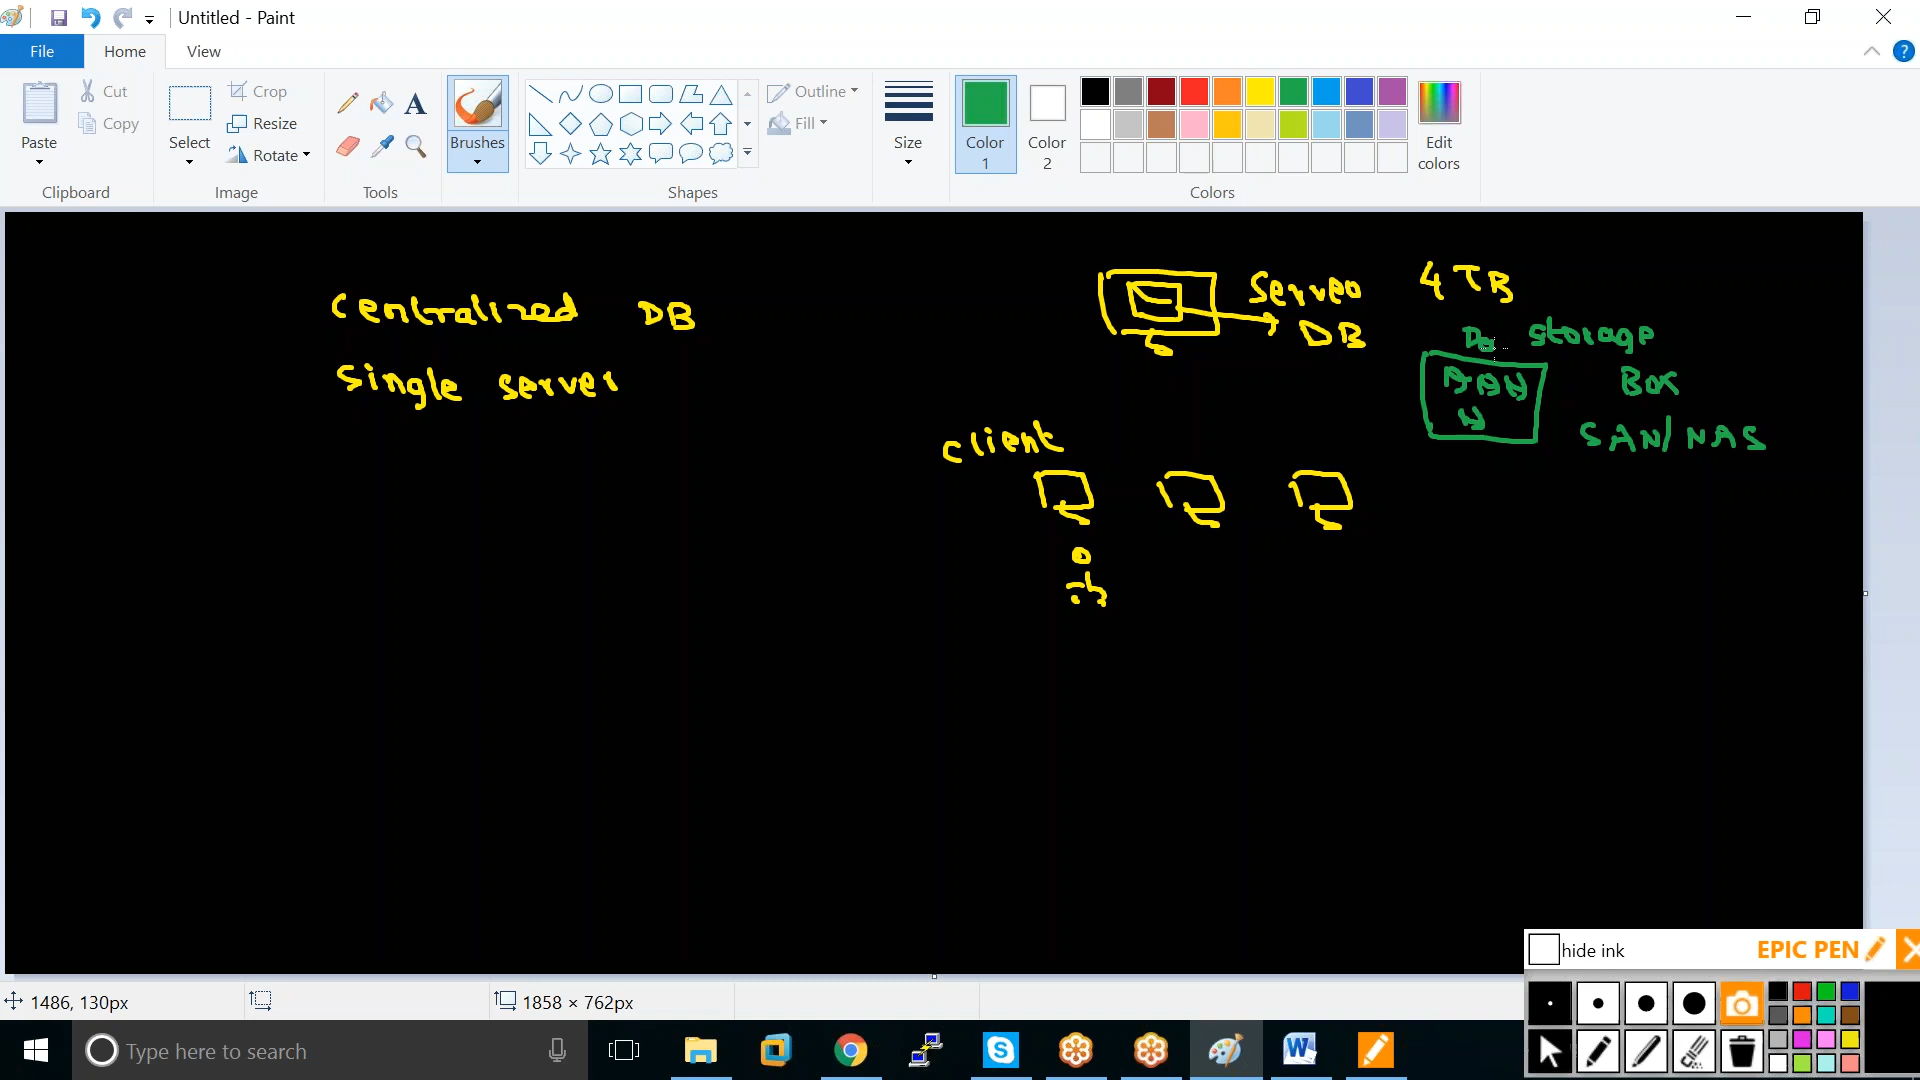 Untitled - Paint
File Home View
Paste
Cut
Copy
Clipboard
Select
Crop
Resize
Rotate
Image
Tools
Brushes
Shapes
Outline
Fill
Size
Color 1
Color 2
Edit colors
Colors
Centralized DB
Single server
Server 4 TB
DB
Storage
Box
SAN/NAS
client
hide ink EPIC PEN
1486, 130px
1858 × 762px
Type here to search